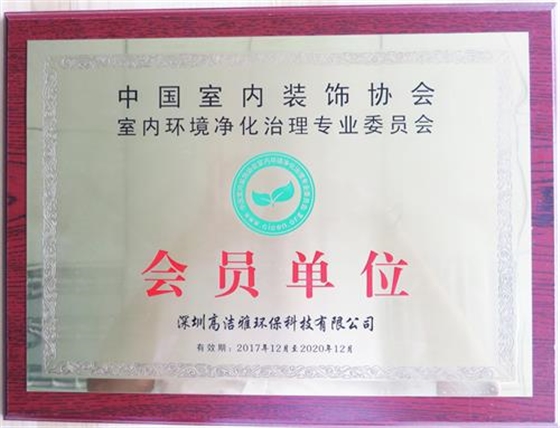 中国室内装饰协会
室内环境净化治理专业委员会
会员单位
深圳高洁雅环保科技有限公司
有效期：2017年12月至2020年12月